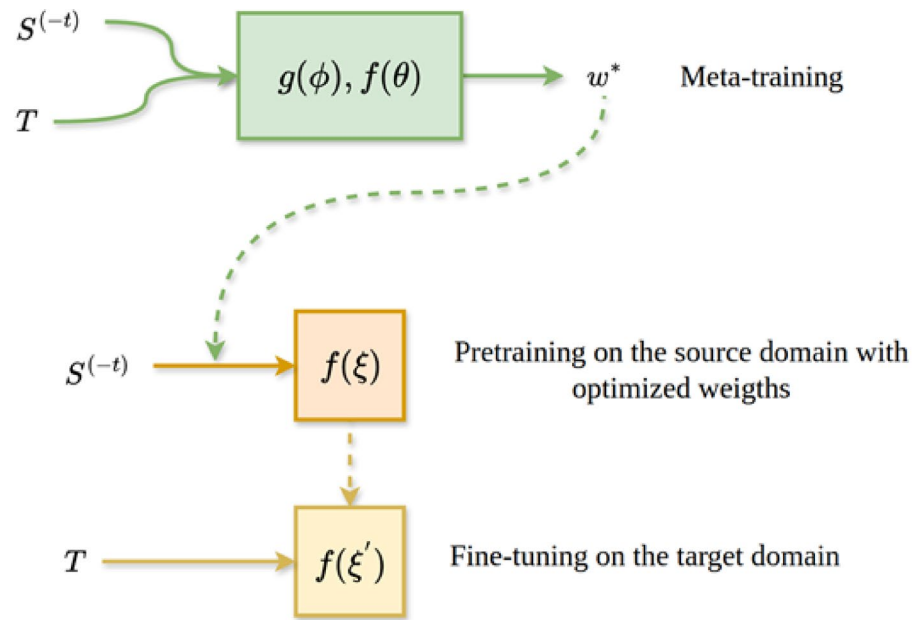 S^(-t)
T
g(ϕ), f(θ)
w*
Meta-training
S^(-t)
f(ξ)
Pretraining on the source domain with
optimized weigths
T
f(ξ′)
Fine-tuning on the target domain